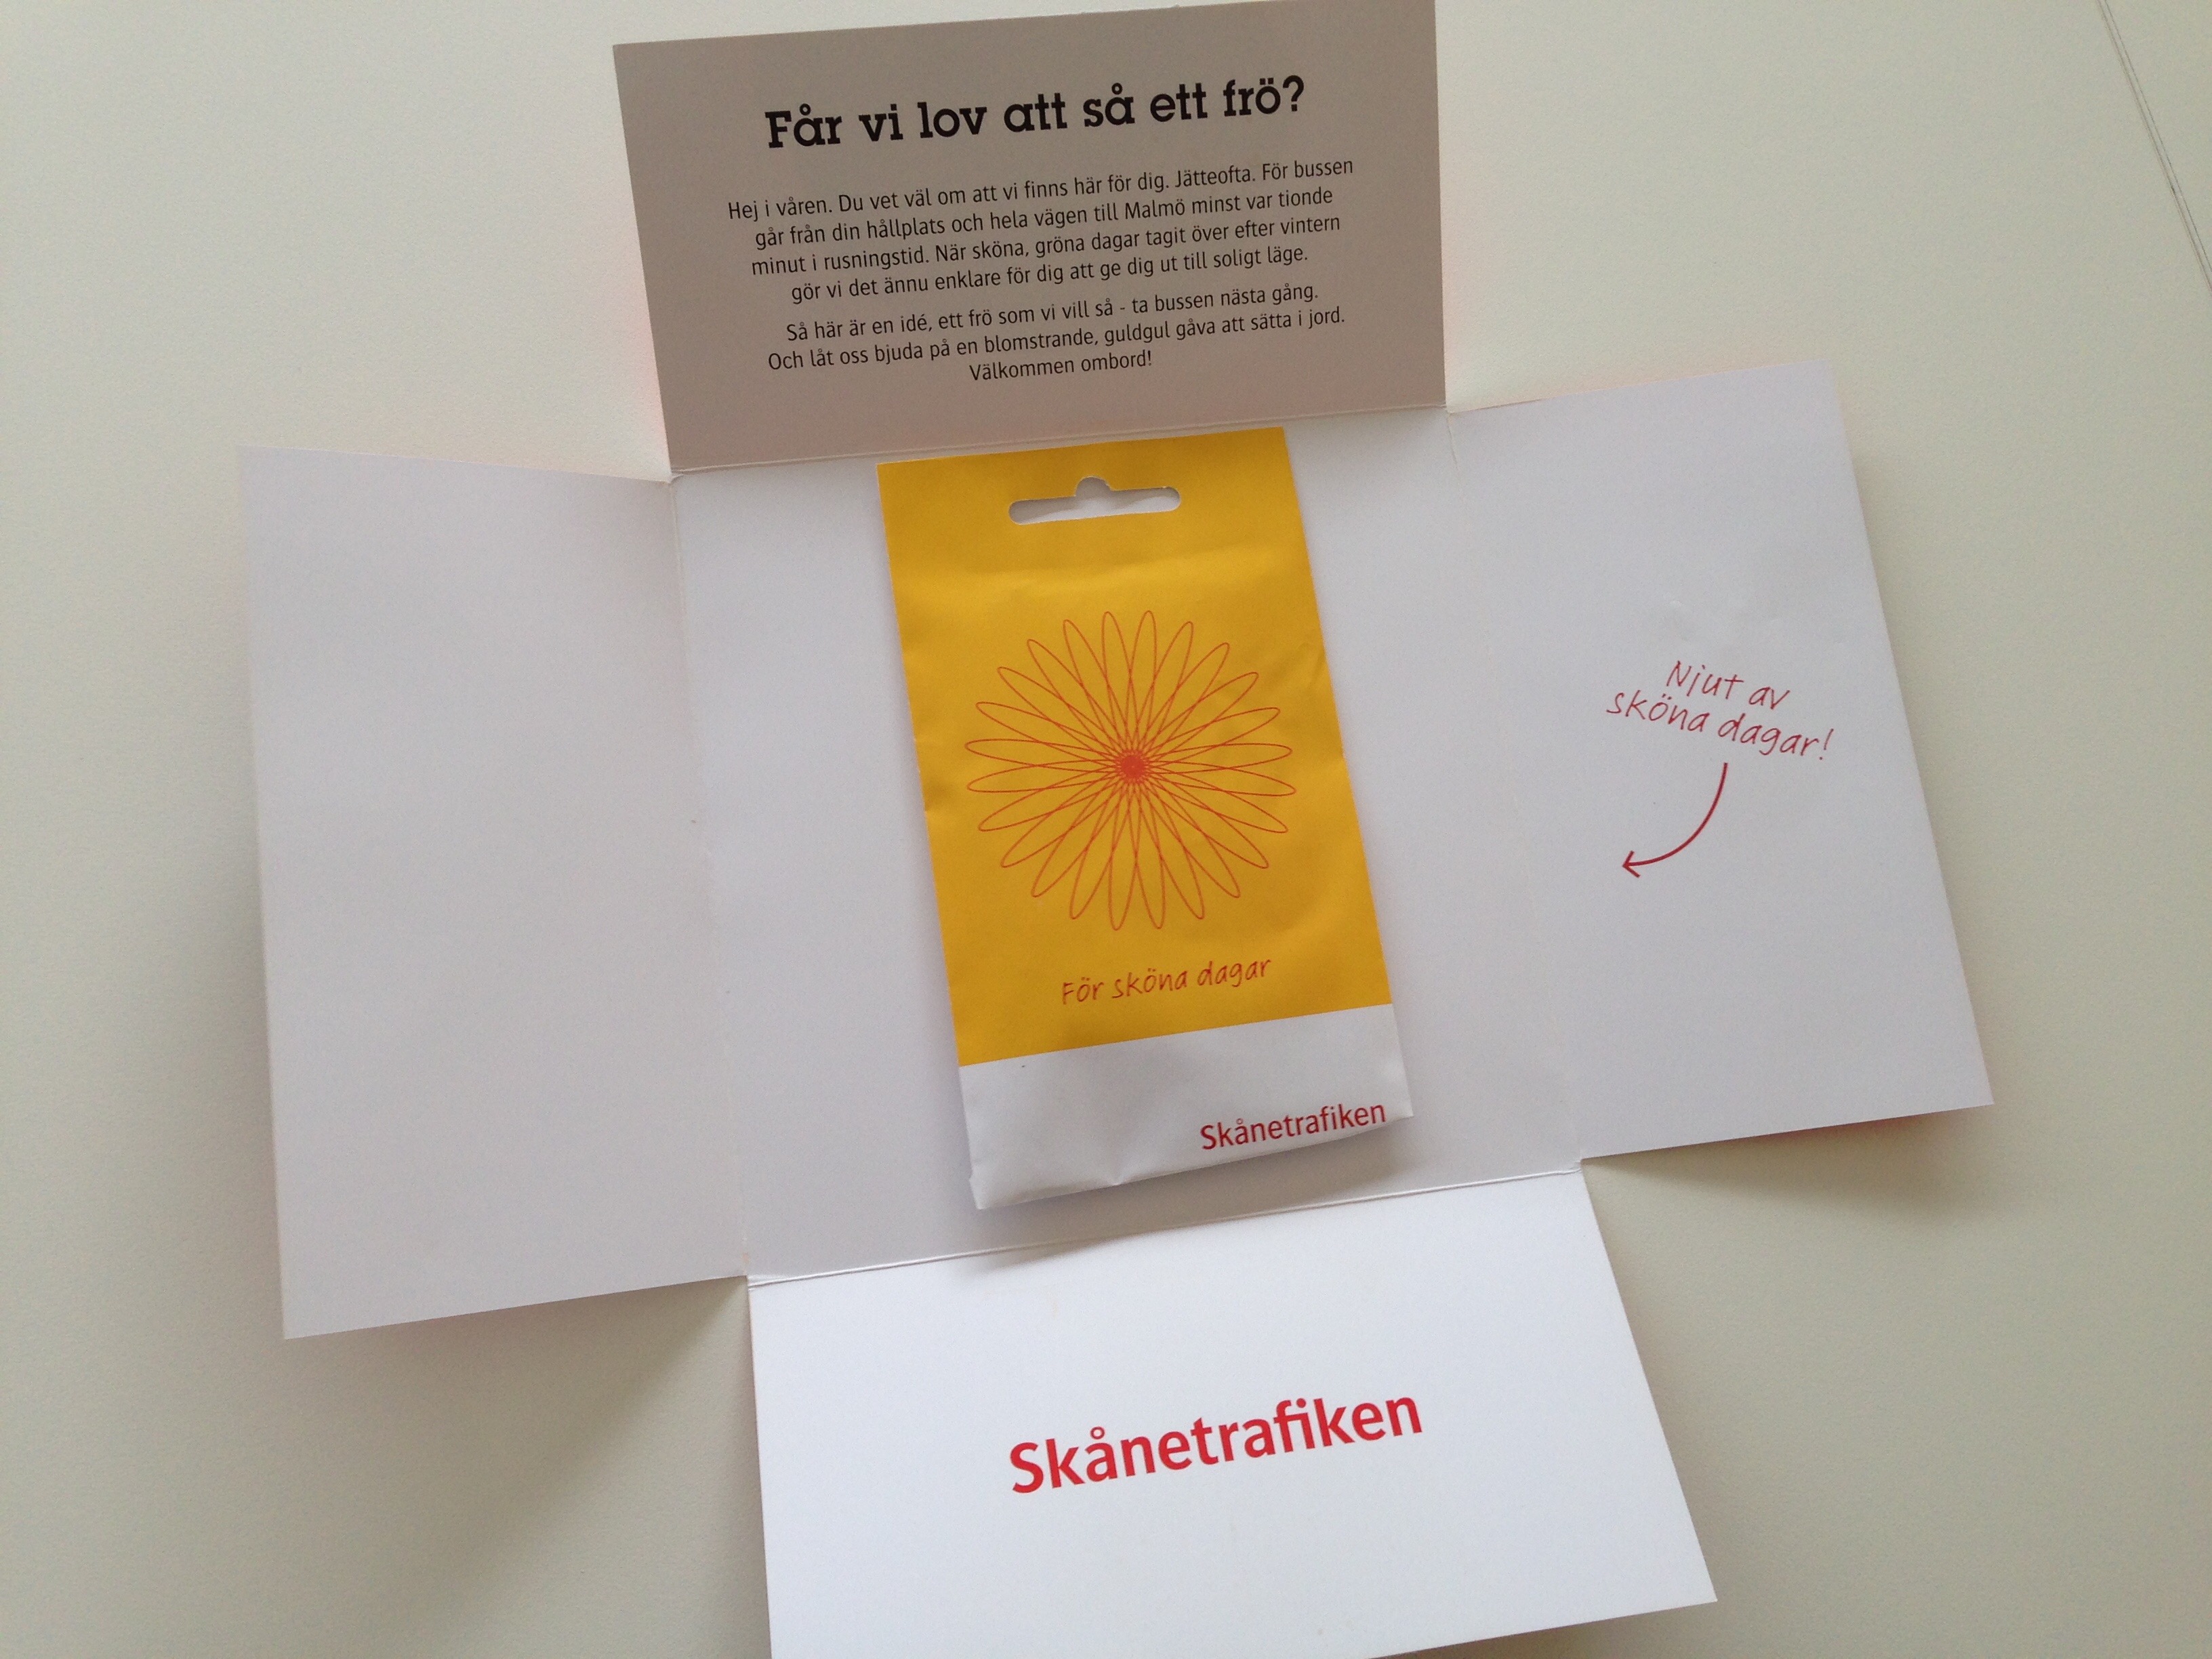 Får vi lov att så ett frö?
Hej i våren. Du vet väl om att vi finns här för dig. Jätteofta. För bussen
går från din hållplats och hela vägen till Malmö minst var tionde
minut i rusningstid. När sköna, gröna dagar tagit över efter vintern
gör vi det ännu enklare för dig att ge dig ut till soligt läge.
Så här är en idé, ett frö som vi vill så - ta bussen nästa gång.
Och låt oss bjuda på en blomstrande, guldgul gåva att sätta i jord.
Välkommen ombord!
Njut av
sköna dagar!
För sköna dagar
Skånetrafiken
Skånetrafiken